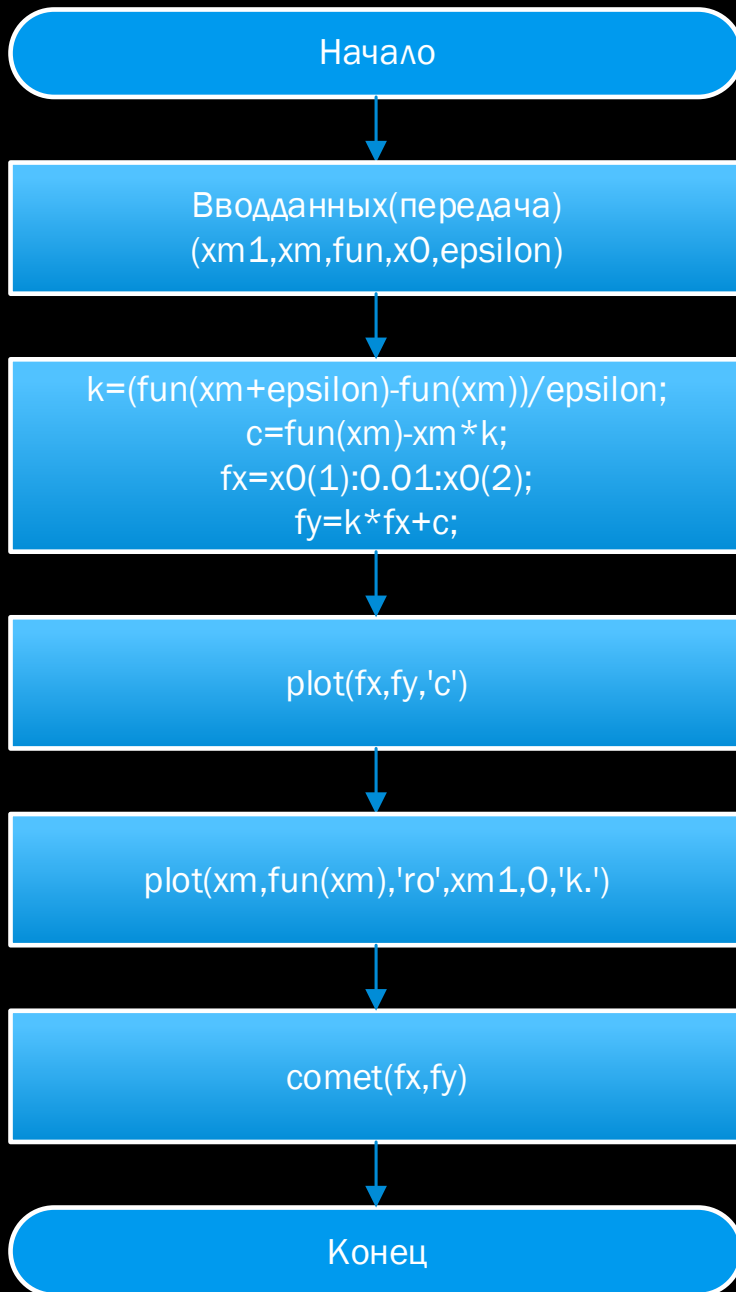 Начало
Вводданных(передача)
(xm1,xm,fun,x0,epsilon)
k=(fun(xm+epsilon)-fun(xm))/epsilon;
c=fun(xm)-xm*k;
fx=x0(1):0.01:x0(2);
fy=k*fx+c;
plot(fx,fy,'c')
plot(xm,fun(xm),'ro',xm1,0,'k.')
comet(fx,fy)
Конец